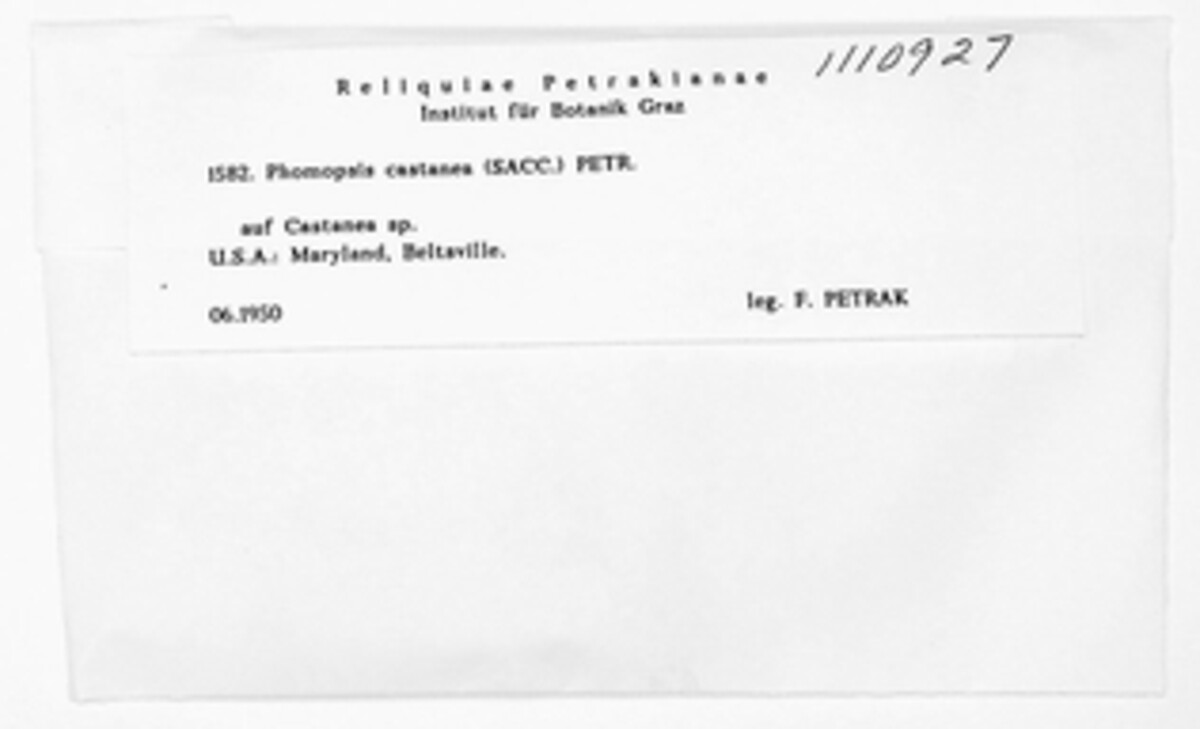 1110927
Reliquiae Petrakianae
Institut für Botanik Graz
1582. Phomopsis castanea (SACC.) PETR.
auf Castanea sp.
U.S.A.: Maryland, Beltsville.
06.1950
leg. F. PETRAK